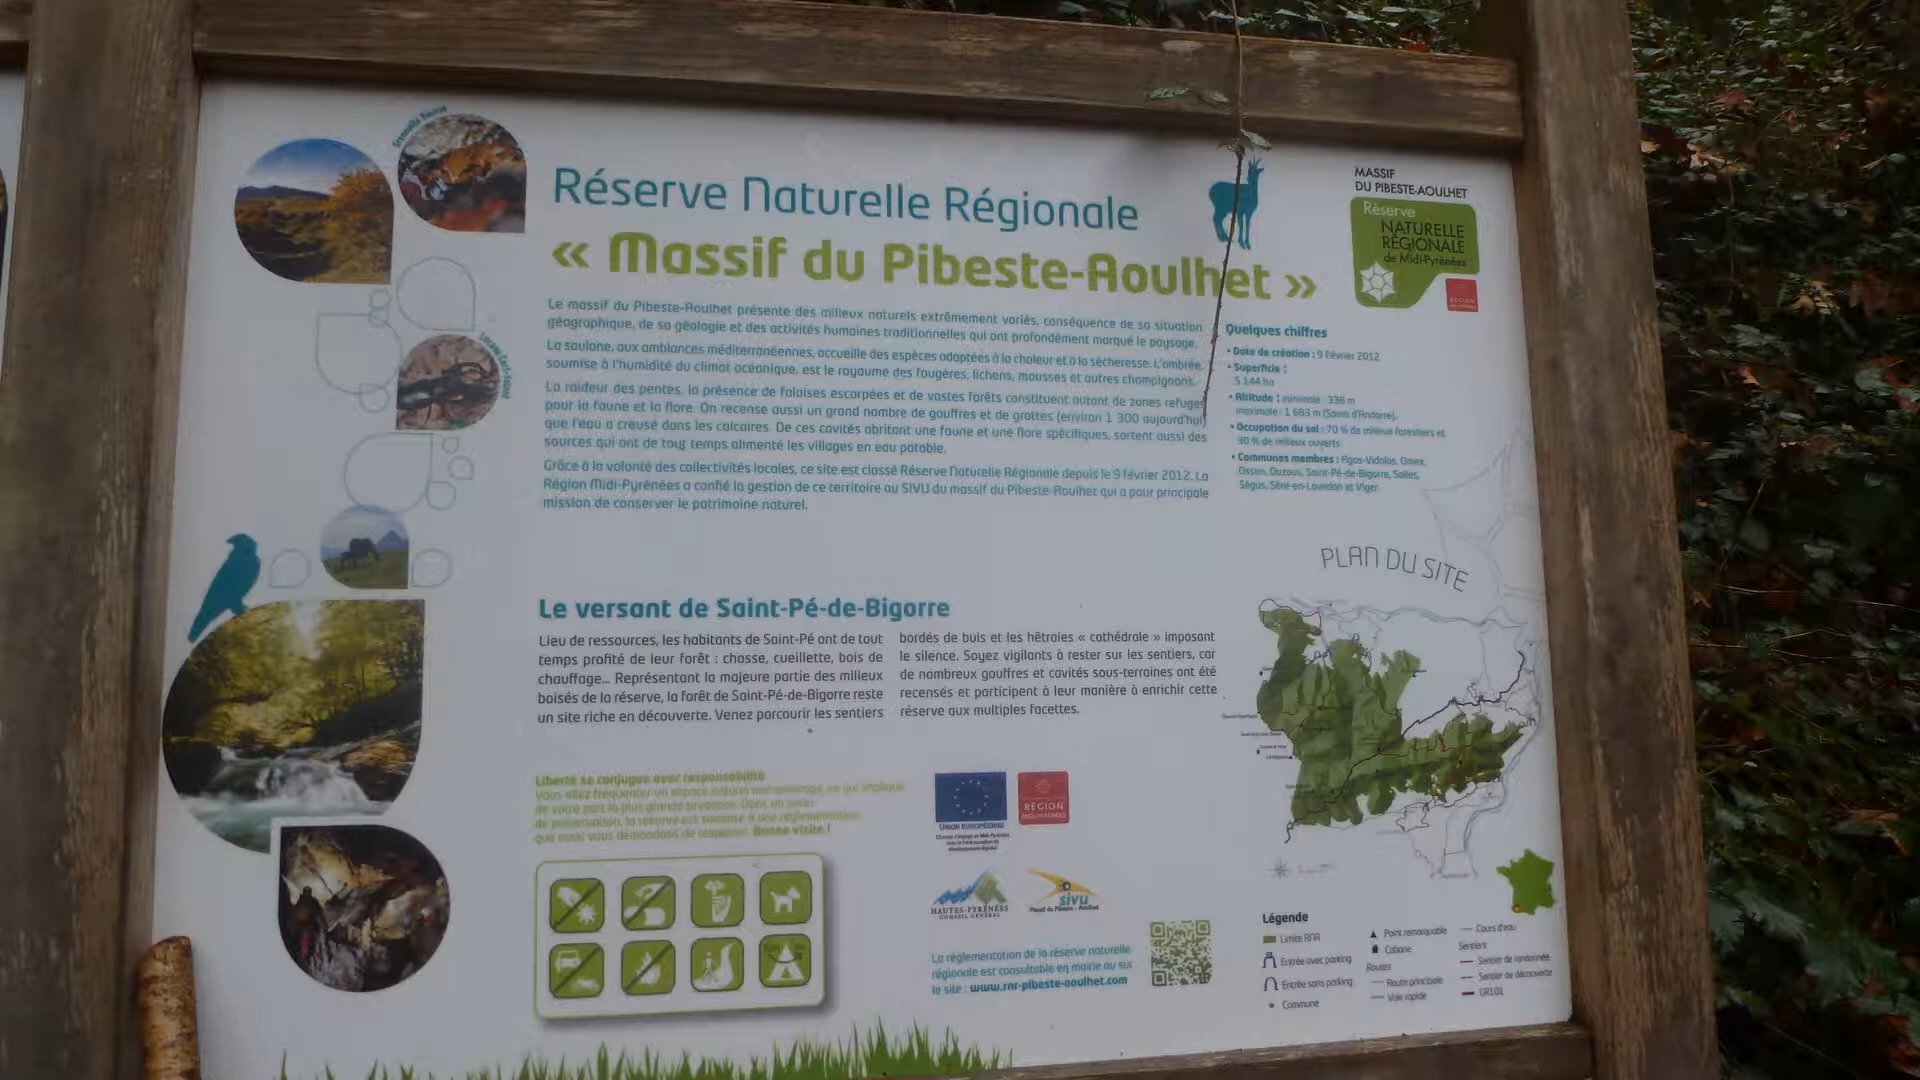 Grenouille Rousse
Réserve Naturelle Régionale
« Massif du Pibeste-Aoulhet »
MASSIF
DU PIBESTE-AOULHET
Réserve
NATURELLE
RÉGIONALE
de Midi-Pyrénées
RÉGION
Le massif du Pibeste-Aoulhet présente des milieux naturels extrêmement variés, conséquence de sa situation
géographique, de sa géologie et des activités humaines traditionnelles qui ont profondément marqué le paysage.
La soulane, aux ambiances méditerranéennes, accueille des espèces adaptées à la chaleur et à la sécheresse. L'ombrée,
soumise à l'humidité du climat océanique, est le royaume des fougères, lichens, mousses et autres champignons.
La raideur des pentes, la présence de falaises escarpées et de vastes forêts constituent autant de zones refuges
pour la faune et la flore. On recense aussi un grand nombre de gouffres et de grottes (environ 1 300 aujourd'hui)
que l'eau a creusé dans les calcaires. De ces cavités abritant une faune et une flore spécifiques, sortent aussi des
sources qui ont de tout temps alimenté les villages en eau potable.
Grâce à la volonté des collectivités locales, ce site est classé Réserve Naturelle Régionale depuis le 9 février 2012. La
Région Midi-Pyrénées a confié la gestion de ce territoire au SIVU du massif du Pibeste-Aoulhet qui a pour principale
mission de conserver le patrimoine naturel.
Quelques chiffres
• Date de création : 9 février 2012
• Superficie :
5 144 ha
• Altitude : minimale : 338 m
maximale : 1 683 m (Soum d'Andorre).
• Occupation du sol : 70 % de milieux forestiers et
30 % de milieux ouverts
• Communes membres : Agos-Vidalos, Omex,
Ossen, Ouzous, Saint-Pé-de-Bigorre, Salles,
Ségus, Sère-en-Lavedan et Viger
Lucane Cerf-Volant
PLAN DU SITE
Le versant de Saint-Pé-de-Bigorre
Lieu de ressources, les habitants de Saint-Pé ont de tout
temps profité de leur forêt : chasse, cueillette, bois de
chauffage... Représentant la majeure partie des milieux
boisés de la réserve, la forêt de Saint-Pé-de-Bigorre reste
un site riche en découverte. Venez parcourir les sentiers
bordés de buis et les hêtraies « cathédrale » imposant
le silence. Soyez vigilants à rester sur les sentiers, car
de nombreux gouffres et cavités sous-terraines ont été
recensés et participent à leur manière à enrichir cette
réserve aux multiples facettes.
Liberté se conjugue avec responsabilité
Vous allez fréquenter un espace naturel ce qui implique
de votre part la plus grande prudence. Dans un souci
de préservation, la réserve est soumise à une réglementation
que nous vous demandons de respecter. Bonne visite !
UNION EUROPÉENNE
RÉGION
MIDI-PYRÉNÉES
HAUTES-PYRÉNÉES
CONSEIL GÉNÉRAL
sivu
Massif du Pibeste - Aoulhet
La réglementation de la réserve naturelle
régionale est consultable en mairie ou sur
le site : www.rnr-pibeste-aoulhet.com
Légende
Limite RNR
Entrée avec parking
Entrée sans parking
Commune
Point remarquable
Cabane
Routes
Route principale
Voie rapide
Cours d'eau
Sentiers
Sentier de randonnée
Sentier de découverte
GR101